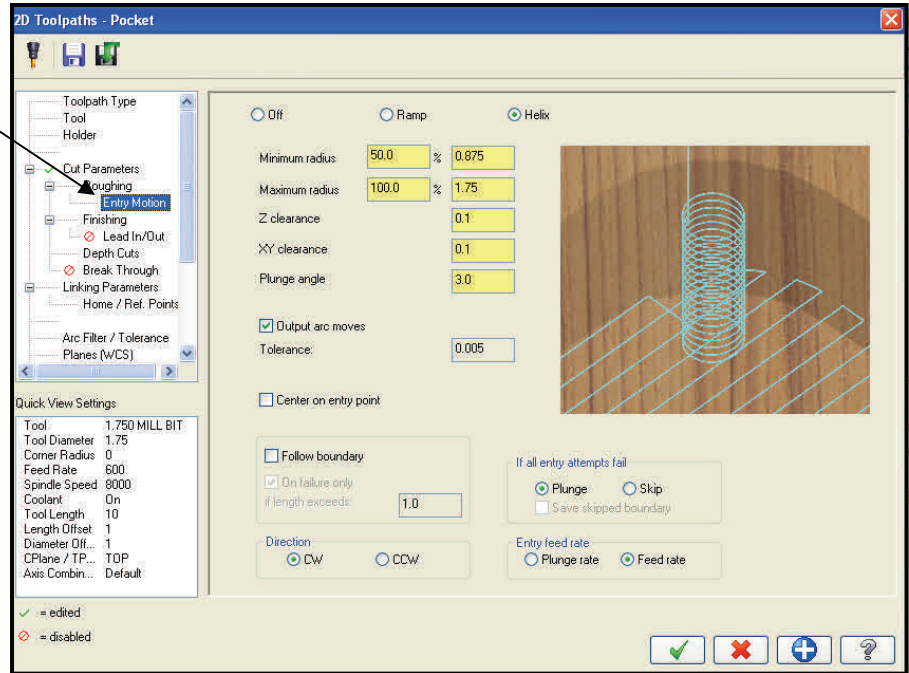 2D Toolpaths - Pocket
Toolpath Type
Tool
Holder
Cut Parameters
Roughing
Entry Motion
Finishing
Lead In/Out
Depth Cuts
Break Through
Linking Parameters
Home / Ref. Points
Arc Filter / Tolerance
Planes (WCS)
Quick View Settings
Tool 1.750 MILL BIT
Tool Diameter 1.75
Corner Radius 0
Feed Rate 600
Spindle Speed 8000
Coolant On
Tool Length 10
Length Offset 1
Diameter Off... 1
CPlane / TP... TOP
Axis Combin... Default
= edited
= disabled
Off Ramp Helix
Minimum radius 50.0 % 0.875
Maximum radius 100.0 % 1.75
Z clearance 0.1
XY clearance 0.1
Plunge angle 3.0
Output arc moves
Tolerance: 0.005
Center on entry point
Follow boundary
On failure only
if length exceeds: 1.0
Direction
CW CCW
If all entry attempts fail
Plunge Skip
Save skipped boundary
Entry feed rate
Plunge rate Feed rate